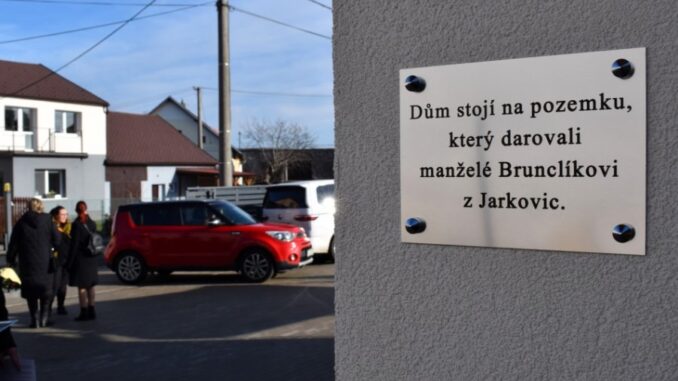 Dům stojí na pozemku,
který darovali
manželé Brunclíkovi
z Jarkovic.